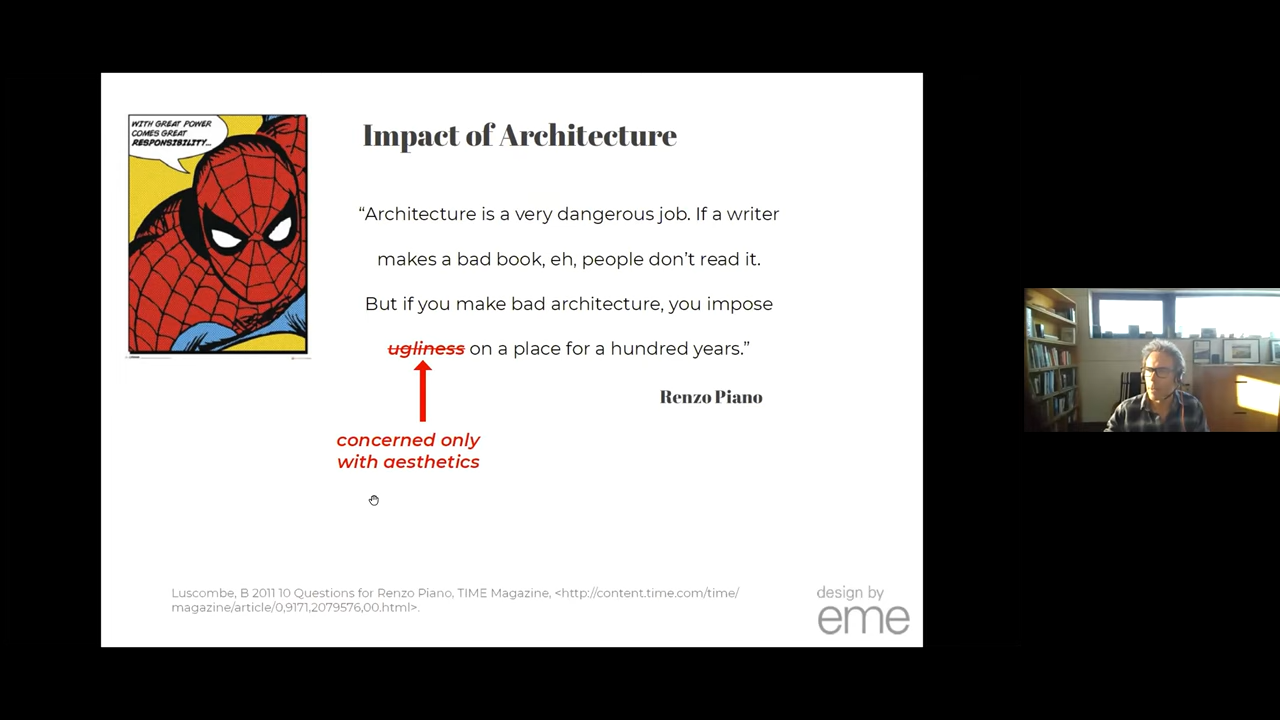 WITH GREAT POWER
COMES GREAT
RESPONSIBILITY...
Impact of Architecture
“Architecture is a very dangerous job. If a writer
makes a bad book, eh, people don’t read it.
But if you make bad architecture, you impose
ugliness on a place for a hundred years.”
Renzo Piano
concerned only
with aesthetics
Luscombe, B 2011 10 Questions for Renzo Piano, TIME Magazine, <http://content.time.com/time/
magazine/article/0,9171,2079576,00.html>.
design by
eme